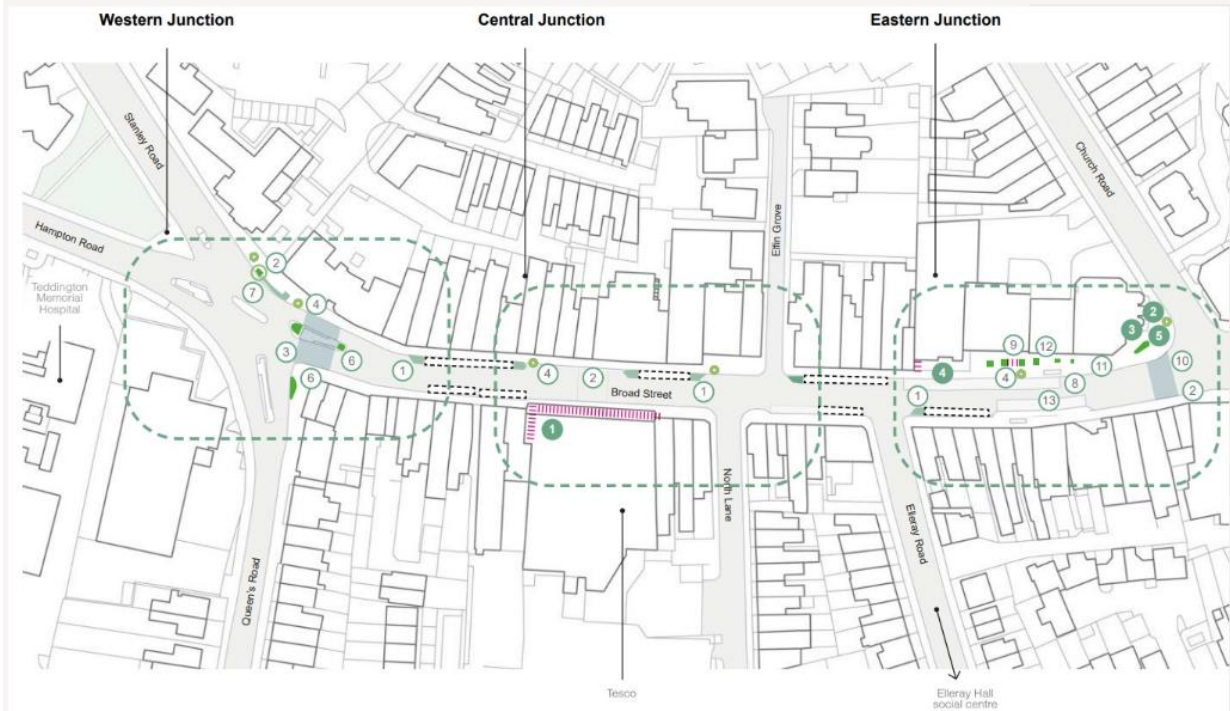 Western Junction
Central Junction
Eastern Junction
Stanley Road
Church Road
Hampton Road
Elfin Grove
Teddington
Memorial
Hospital
2
7
4
3
6
6
1
4
2
Broad Street
1
1
North Lane
2
3
5
9
12
4
4
11
10
8
1
13
2
Queen's Road
Elleray Road
Tesco
Elleray Hall
social centre